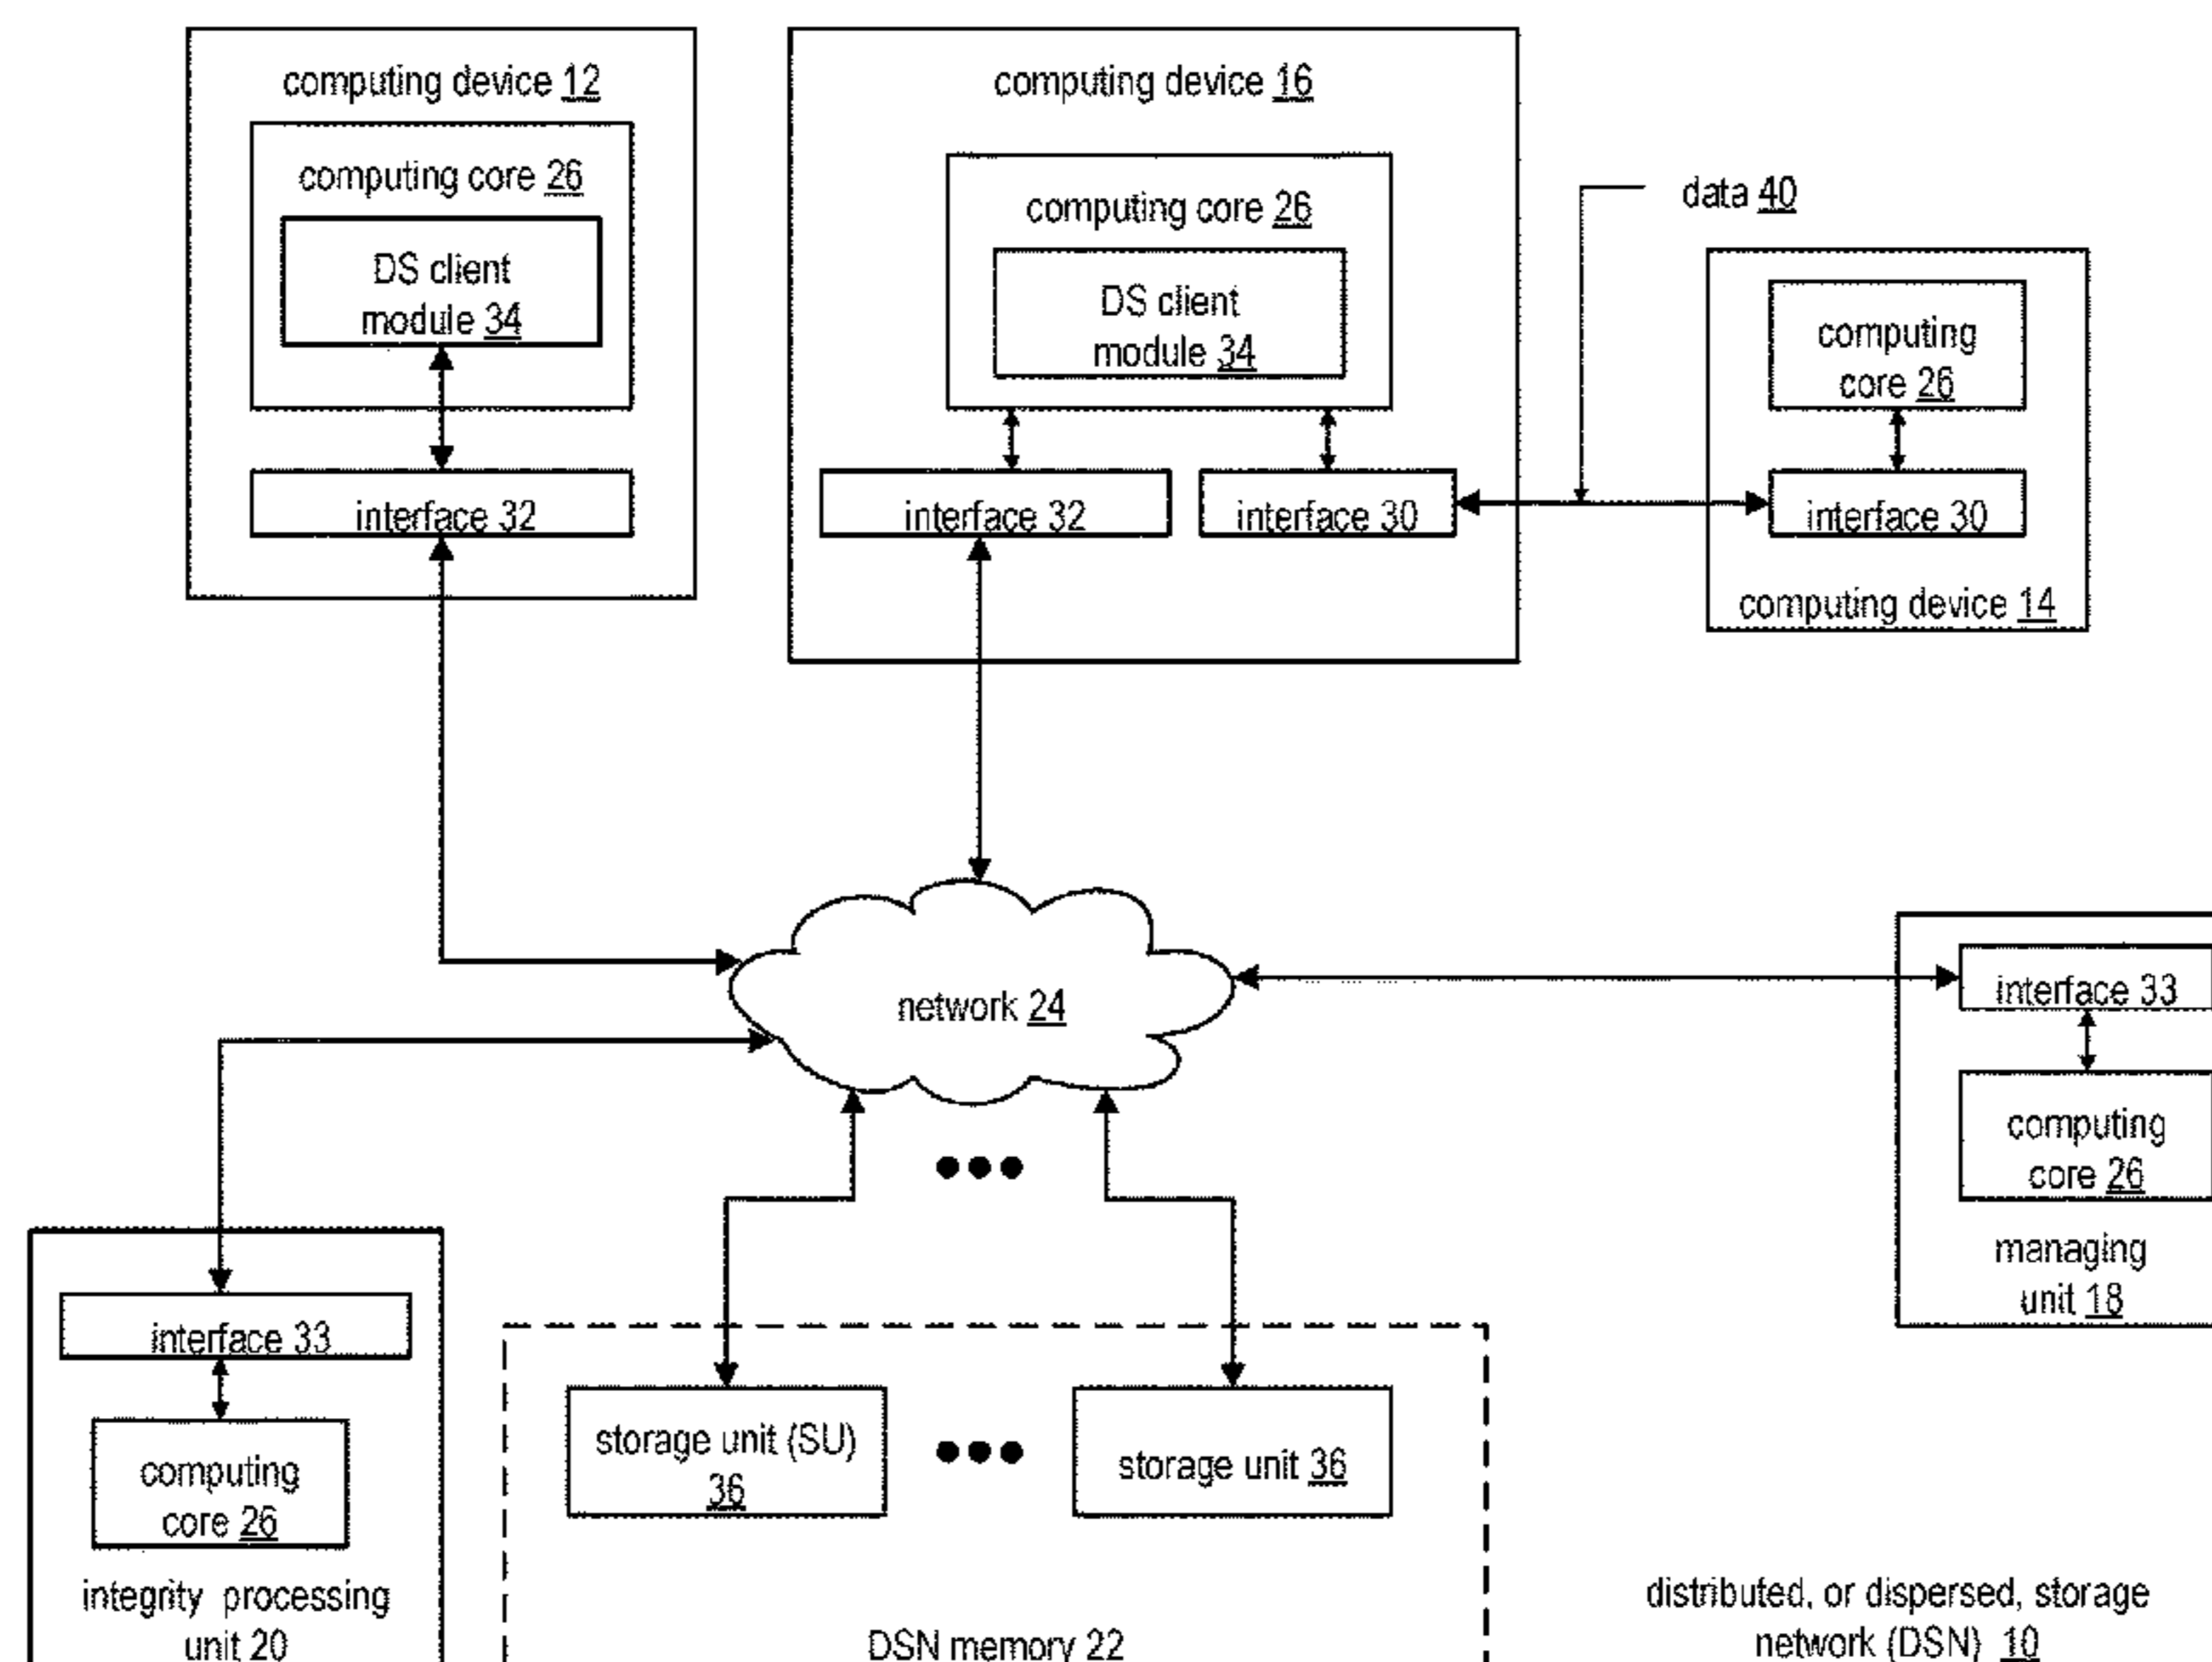 computing device 12
computing core 26
DS client
module 34
interface 32
computing device 16
computing core 26
DS client
module 34
interface 32
interface 30
data 40
computing
core 26
interface 30
computing device 14
network 24
interface 33
computing
core 26
managing
unit 18
interface 33
computing
core 26
integrity processing
unit 20
storage unit (SU)
36
storage unit 36
DSN memory 22
distributed, or dispersed, storage
network (DSN) 10